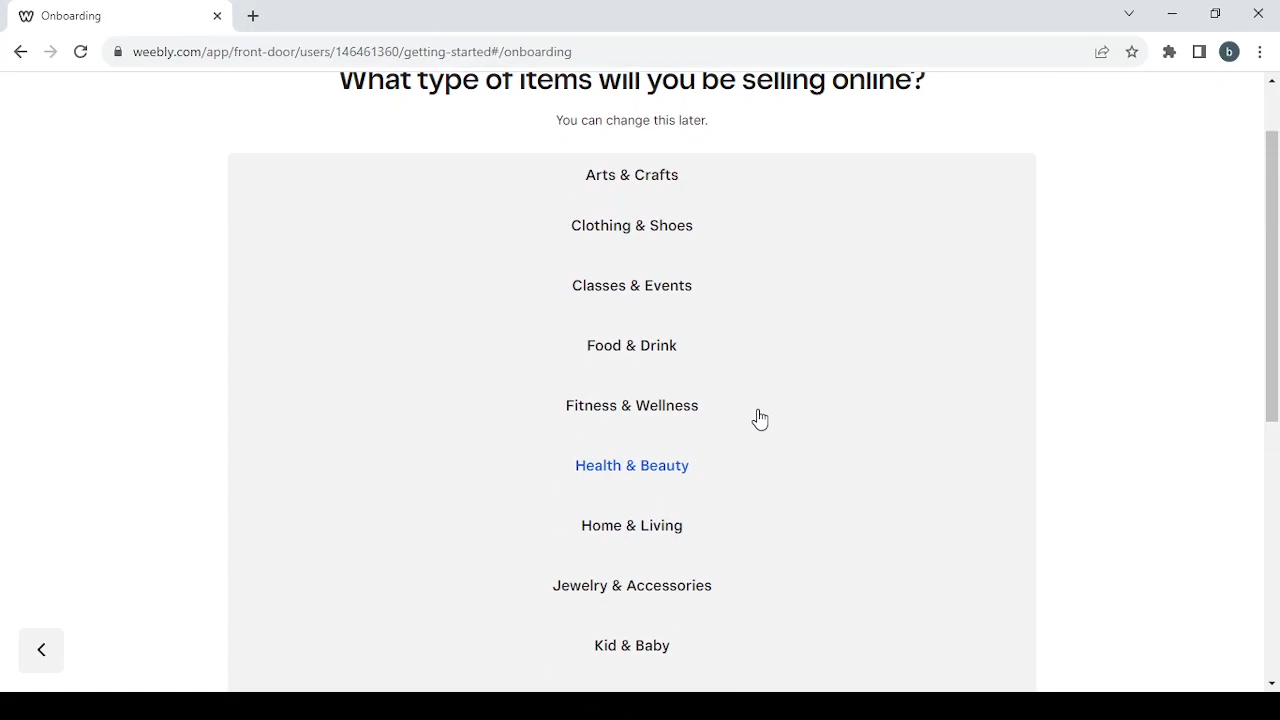 Onboarding
weebly.com/app/front-door/users/146461360/getting-started#/onboarding
b
What type of items will you be selling online?
You can change this later.
Arts & Crafts
Clothing & Shoes
Classes & Events
Food & Drink
Fitness & Wellness
Health & Beauty
Home & Living
Jewelry & Accessories
Kid & Baby